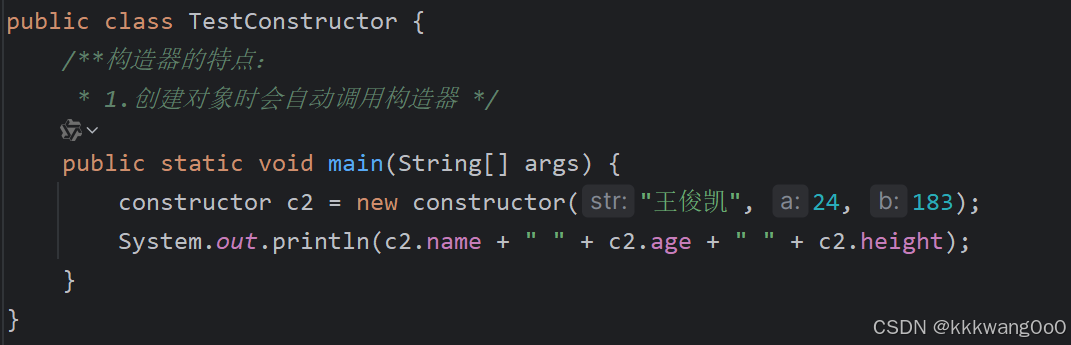 public class TestConstructor {
/**构造器的特点:
* 1.创建对象时会自动调用构造器 */
public static void main(String[] args) {
constructor c2 = new constructor( str: "王俊凯", a: 24, b: 183);
System.out.println(c2.name + " " + c2.age + " " + c2.height);
}
}
CSDN @kkkwang0o0